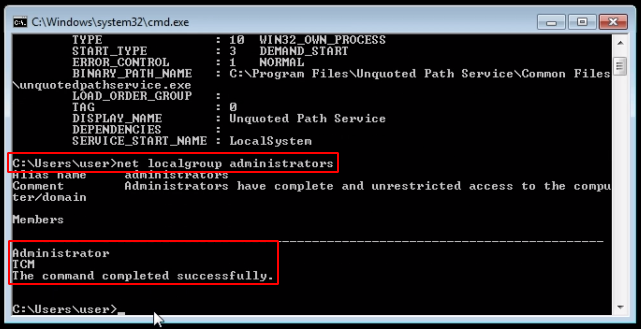 C:\Windows\system32\cmd.exe
TYPE : 10 WIN32_OWN_PROCESS
START_TYPE : 3 DEMAND_START
ERROR_CONTROL : 1 NORMAL
BINARY_PATH_NAME : C:\Program Files\Unquoted Path Service\Common Files
\unquotedpathservice.exe
LOAD_ORDER_GROUP :
TAG : 0
DISPLAY_NAME : Unquoted Path Service
DEPENDENCIES :
SERVICE_START_NAME : LocalSystem
C:\Users\user>net localgroup administrators
Alias name administrators
Comment Administrators have complete and unrestricted access to the compu
ter/domain
Members
-------------------------------------------------------------------------------
Administrator
TCM
The command completed successfully.
C:\Users\user>_